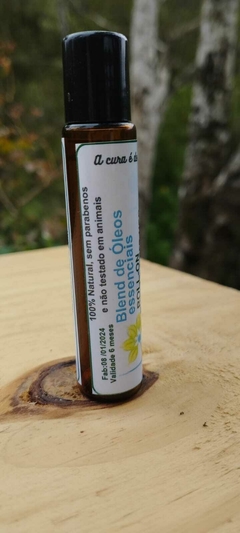 A cura é d
100% Natural, sem parabenos
e não testado em animais
Blend de Óleos
essenciais
ROLLON
Fab:08 /01/2024
Validade 6 meses